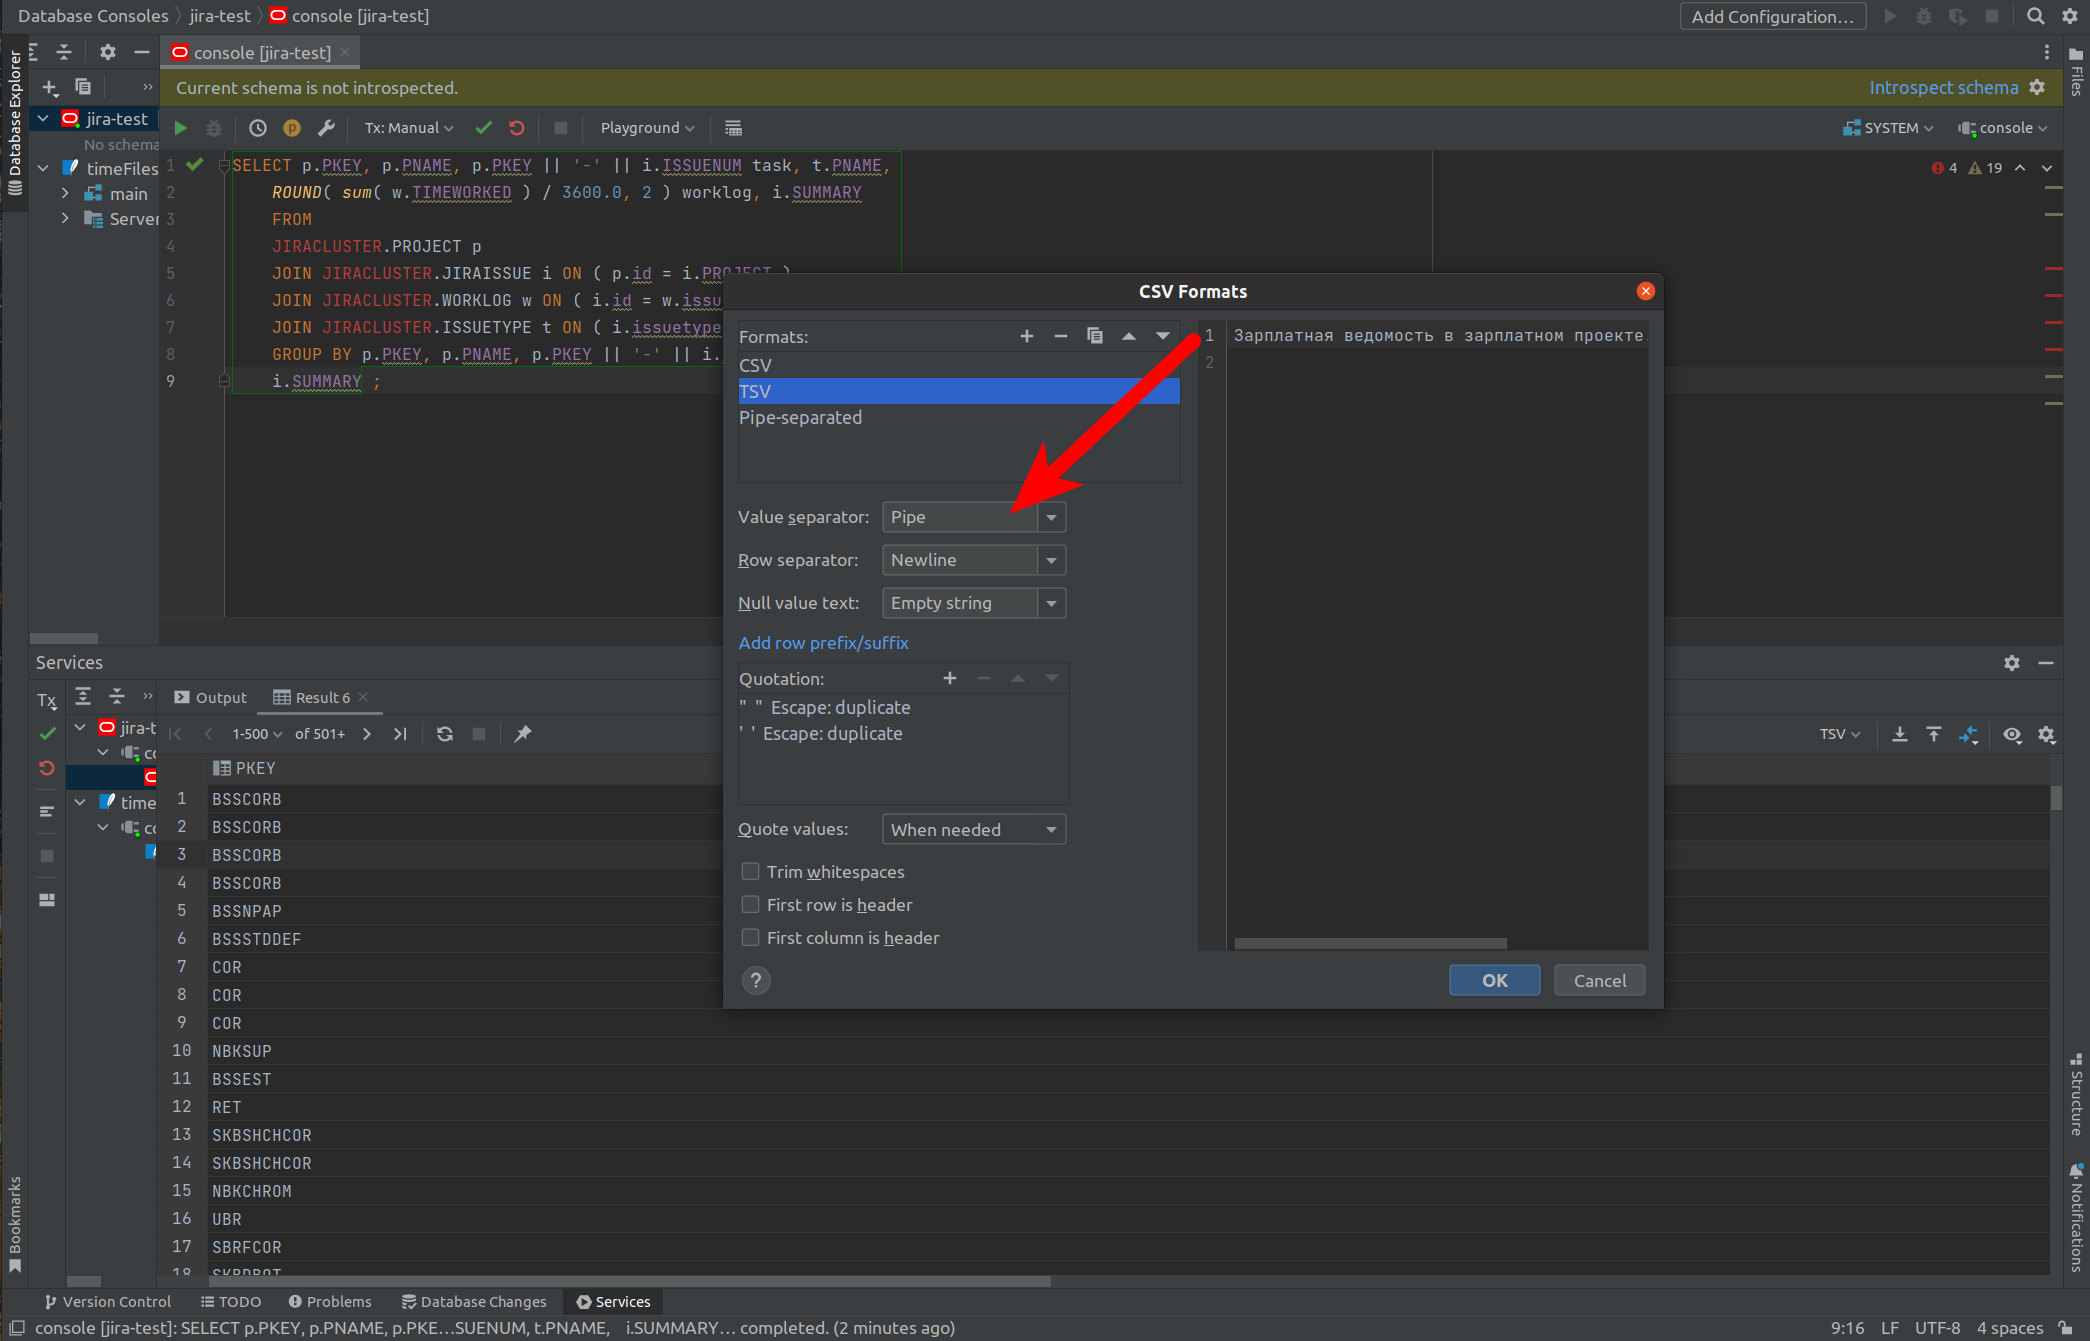 Database Consoles
jira-test
console [jira-test]
Add Configuration...
console [jira-test]
Current schema is not introspected.
Introspect schema
Database Explorer
Files
jira-test
No schema
timeFiles
main
Server
Tx: Manual
Playground
SYSTEM
console
4
19
1 SELECT p.PKEY, p.PNAME, p.PKEY || '-' || i.ISSUENUM task, t.PNAME,
2 ROUND( sum( w.TIMEWORKED ) / 3600.0, 2 ) worklog, i.SUMMARY
3 FROM
4 JIRACLUSTER.PROJECT p
5 JOIN JIRACLUSTER.JIRAISSUE i ON ( p.id = i.PROJECT )
6 JOIN JIRACLUSTER.WORKLOG w ON ( i.id = w.issu
7 JOIN JIRACLUSTER.ISSUETYPE t ON ( i.issuetype
8 GROUP BY p.PKEY, p.PNAME, p.PKEY || '-' || i.
9 i.SUMMARY ;
CSV Formats
Formats:
CSV
TSV
Pipe-separated
1 Зарплатная ведомость в зарплатном проекте
2
Value separator: Pipe
Row separator: Newline
Null value text: Empty string
Add row prefix/suffix
Quotation:
" " Escape: duplicate
' ' Escape: duplicate
Quote values: When needed
Trim whitespaces
First row is header
First column is header
?
OK
Cancel
Services
Tx
jira-t
co
time
co
Output
Result 6
1-500
of 501+
TSV
PKEY
1 BSSCORB
2 BSSCORB
3 BSSCORB
4 BSSCORB
5 BSSNPAP
6 BSSSTDDEF
7 COR
8 COR
9 COR
10 NBKSUP
11 BSSEST
12 RET
13 SKBSHCHCOR
14 SKBSHCHCOR
15 NBKCHROM
16 UBR
17 SBRFCOR
18
Bookmarks
Structure
Notifications
Version Control
TODO
Problems
Database Changes
Services
console [jira-test]: SELECT p.PKEY, p.PNAME, p.PKE...SUENUM, t.PNAME, i.SUMMARY... completed. (2 minutes ago)
9:16
LF
UTF-8
4 spaces